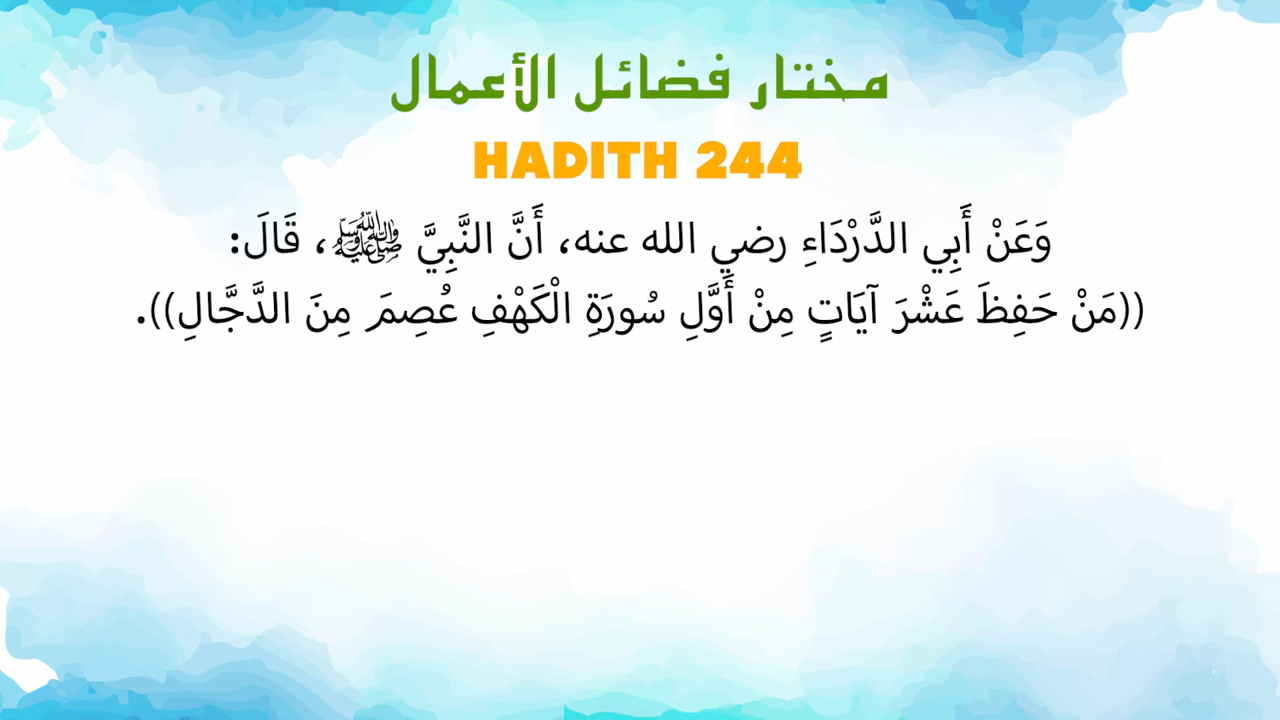 مختار فضائل الأعمال
HADITH 244
وَعَنْ أَبِي الدَّرْدَاءِ رضي الله عنه، أَنَّ النَّبِيَّ ﷺ، قَالَ:
((مَنْ حَفِظَ عَشْرَ آيَاتٍ مِنْ أَوَّلِ سُورَةِ الْكَهْفِ عُصِمَ مِنَ الدَّجَّالِ)).